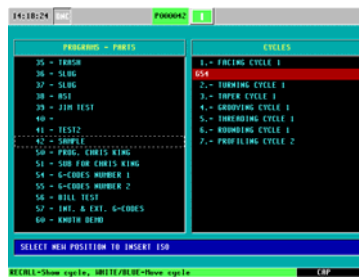 14:18:24 DNC P000042 1
PROGRAMS - PARTS
35 - TRASH
36 - SLUG
37 - SLUG
38 - ASI
39 - JIM TEST
40 -
41 - TEST2
42 - SAMPLE
50 - PROG. CHRIS KING
51 - SUB FOR CHRIS KING
54 - G-CODES NUMBER 1
55 - G-CODES NUMBER 2
56 - BILL TEST
57 - INT. & EXT. G-CODES
60 - KNUTH DEMO
CYCLES
1.- FACING CYCLE 1
G54
2.- TURNING CYCLE 1
3.- TAPER CYCLE 1
4.- GROOVING CYCLE 1
5.- THREADING CYCLE 1
6.- ROUNDING CYCLE 1
7.- PROFILING CYCLE 2
SELECT NEW POSITION TO INSERT ISO
RECALL-Show cycle, WHITE/BLUE-Move cycle CAP